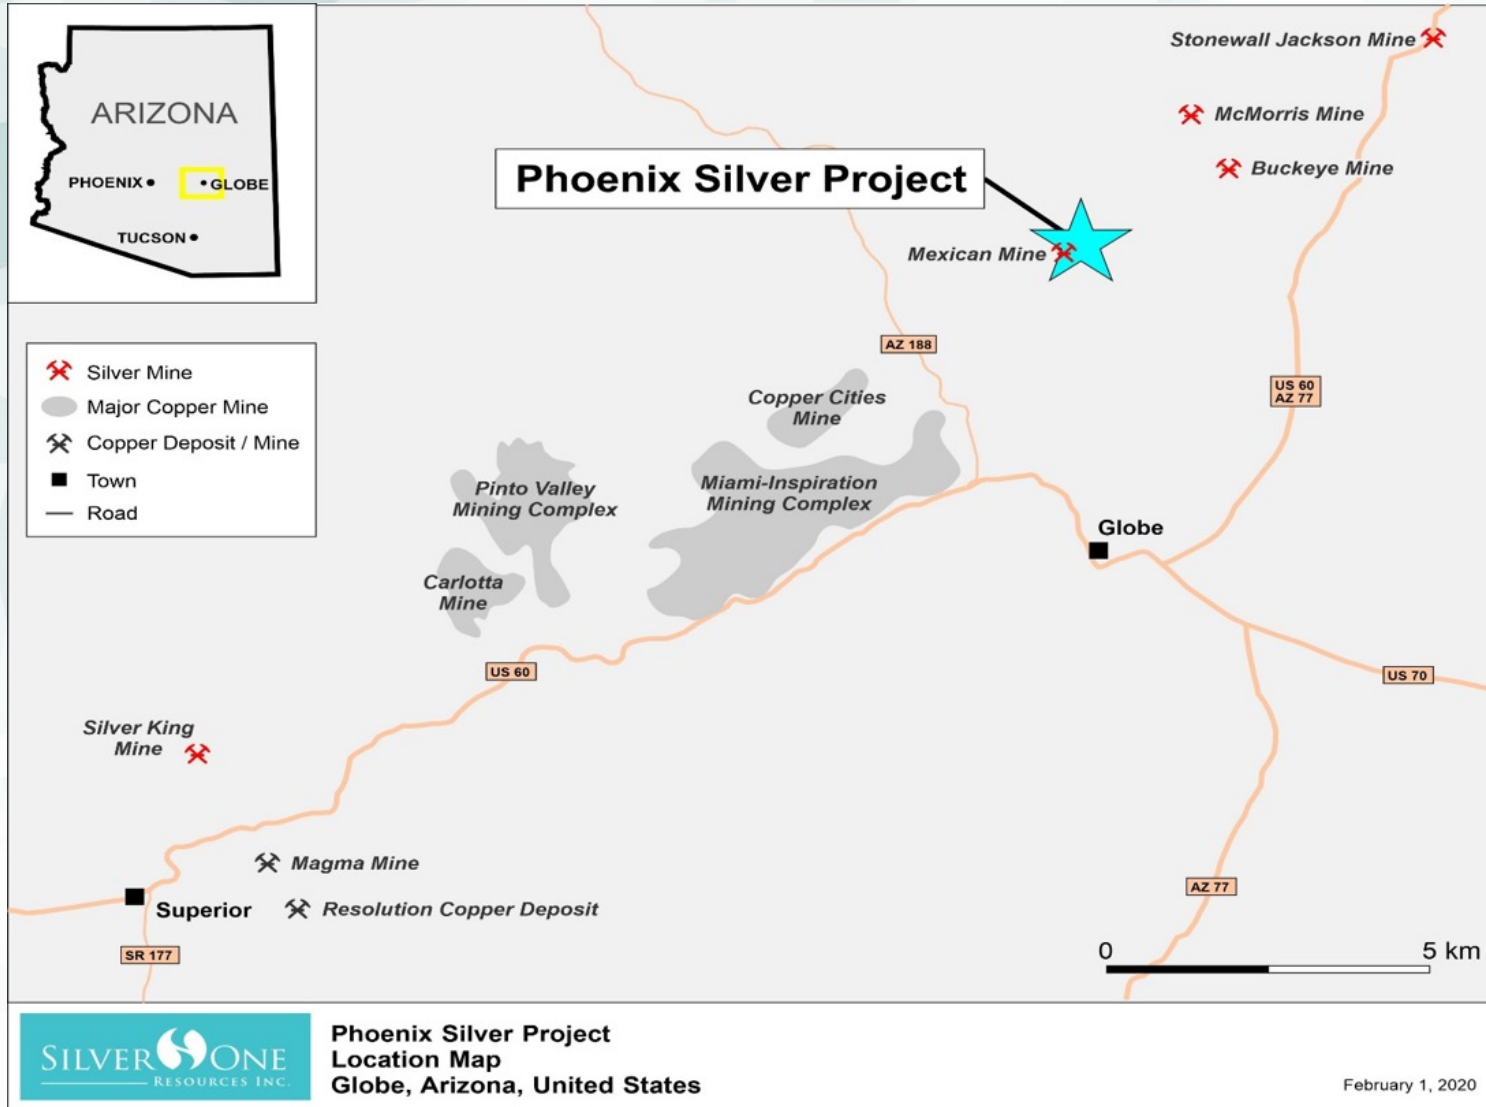 ARIZONA
PHOENIX
GLOBE
TUCSON
Silver Mine
Major Copper Mine
Copper Deposit / Mine
Town
Road
Stonewall Jackson Mine
McMorris Mine
Buckeye Mine
Phoenix Silver Project
Mexican Mine
AZ 188
US 60
AZ 77
Copper Cities
Mine
Pinto Valley
Mining Complex
Miami-Inspiration
Mining Complex
Globe
Carlotta
Mine
US 60
US 70
Silver King
Mine
Magma Mine
AZ 77
Superior
Resolution Copper Deposit
SR 177
0 5 km
SILVER ONE
RESOURCES INC.
Phoenix Silver Project
Location Map
Globe, Arizona, United States
February 1, 2020